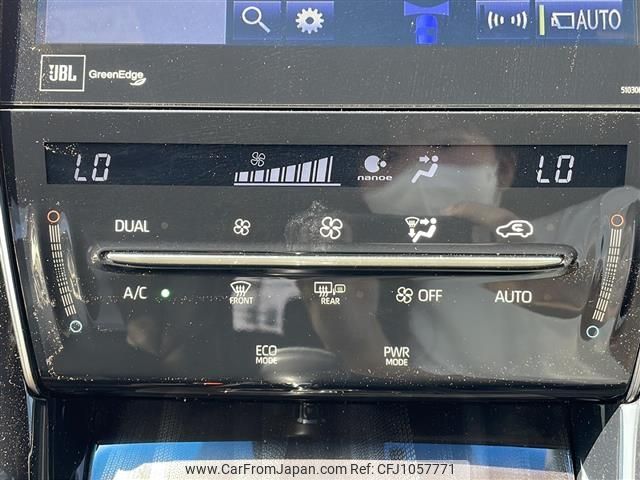 AUTO
JBL GreenEdge
LO nanoe LO
DUAL
A/C FRONT REAR OFF AUTO
ECO MODE PWR MODE
www.CarFromJapan.com Ref:CFJ1057771